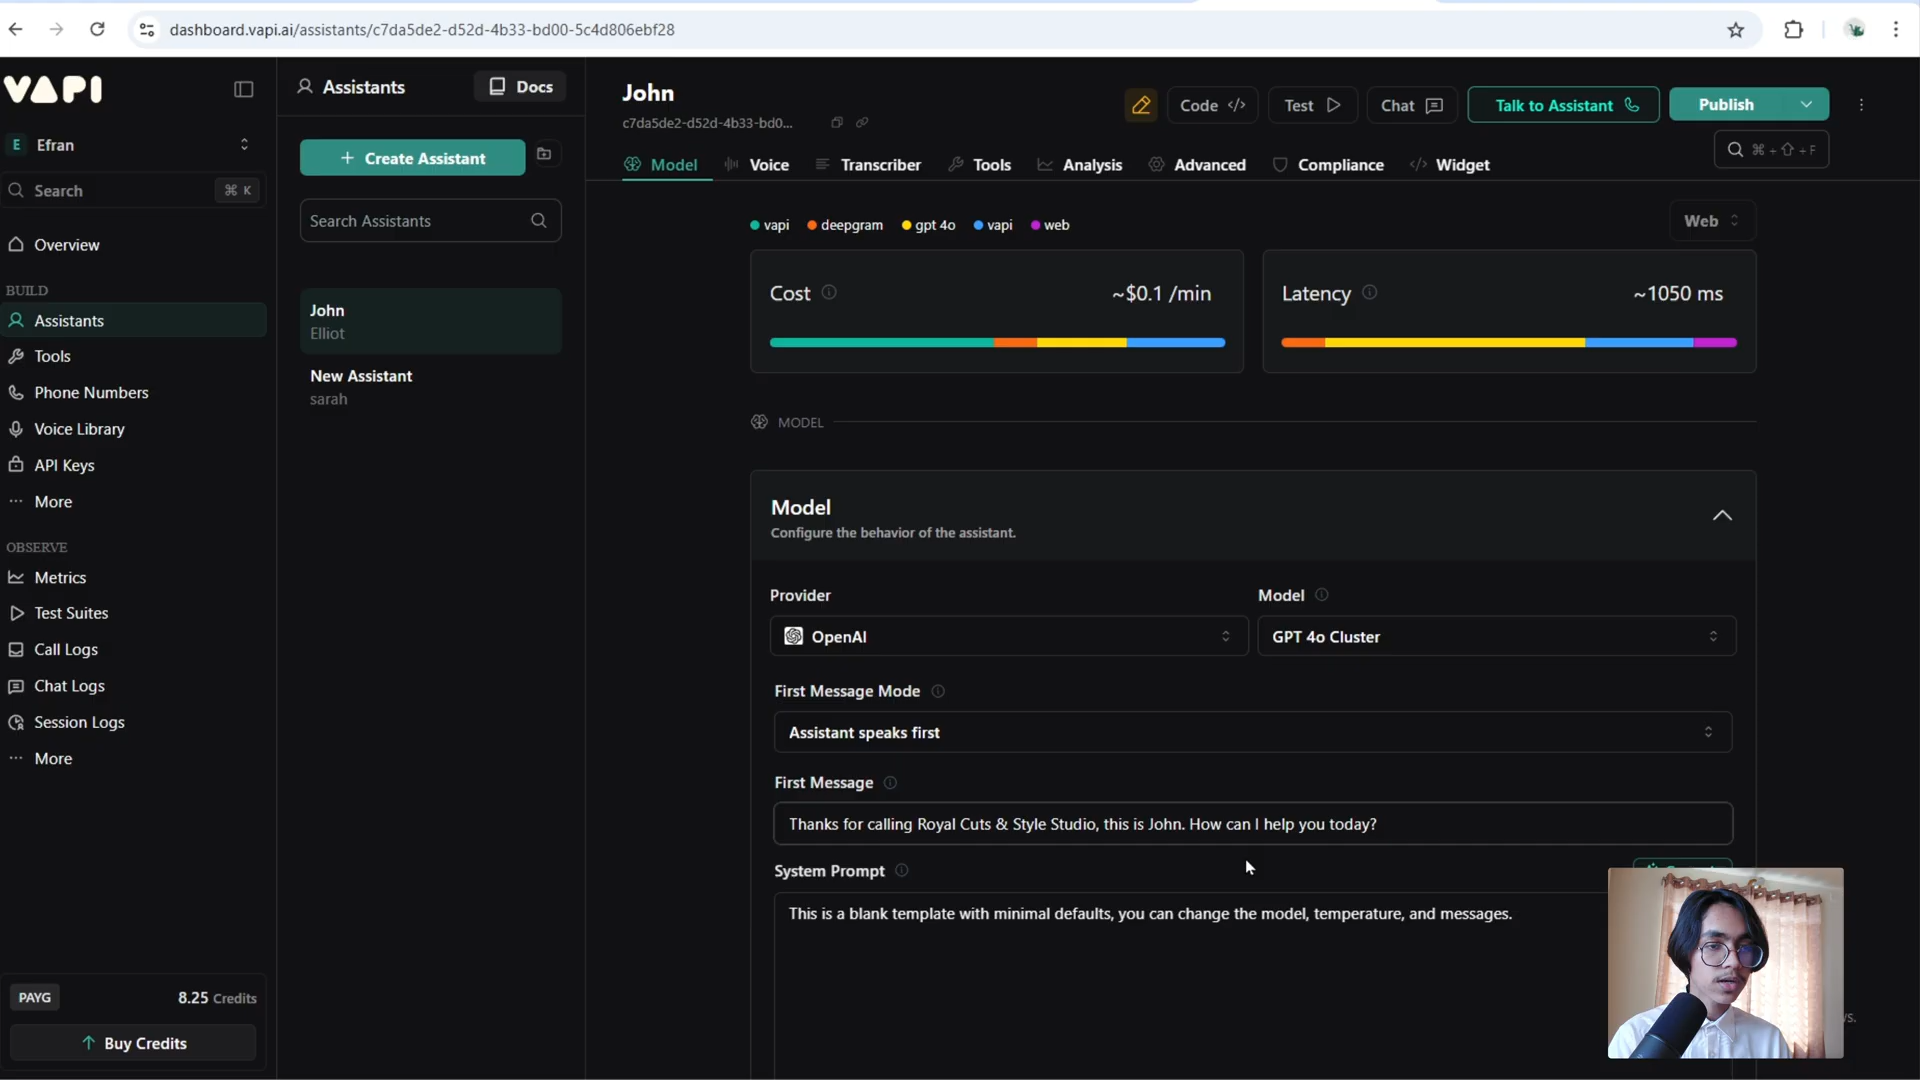 dashboard.vapi.ai/assistants/c7da5de2-d52d-4b33-bd00-5c4d806ebf28
VAPI
E Efran
Search ⌘ K
Overview
BUILD
Assistants
Tools
Phone Numbers
Voice Library
API Keys
More
OBSERVE
Metrics
Test Suites
Call Logs
Chat Logs
Session Logs
More
PAYG 8.25 Credits
Buy Credits
Assistants
Docs
Create Assistant
Search Assistants
John
Elliot
New Assistant
sarah
John
c7da5de2-d52d-4b33-bd0...
Code
Test
Chat
Talk to Assistant
Publish
Model
Voice
Transcriber
Tools
Analysis
Advanced
Compliance
Widget
⌘ + ⇧ + F
vapi deepgram gpt 4o vapi web
Web
Cost ~$0.1 /min
Latency ~1050 ms
MODEL
Model
Configure the behavior of the assistant.
Provider
OpenAI
Model
GPT 4o Cluster
First Message Mode
Assistant speaks first
First Message
Thanks for calling Royal Cuts & Style Studio, this is John. How can I help you today?
System Prompt
This is a blank template with minimal defaults, you can change the model, temperature, and messages.